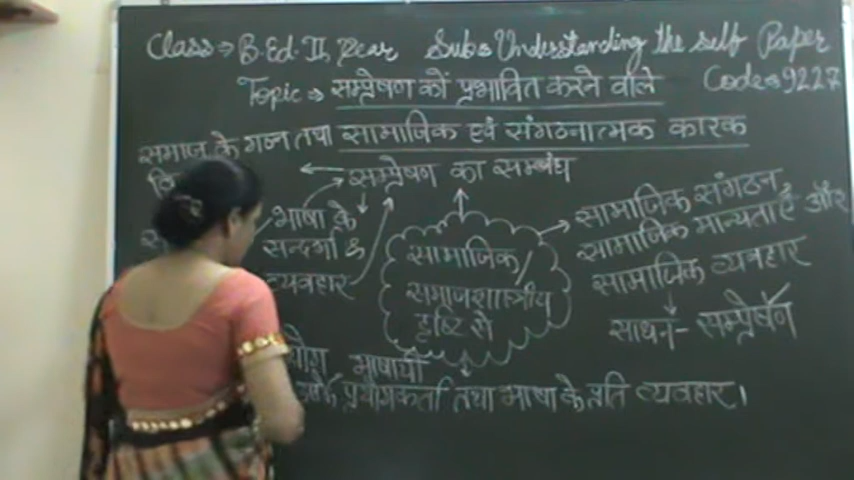 Class⇒ B.Ed. II, Year Sub⇒ Understanding the self Paper
Topic ⇒ सम्प्रेषण को प्रभावित करने वाले Code⇒9227
समाज के गठन तथा सामाजिक एवं संगठनात्मक कारक
सम्प्रेषण का सम्बंध
भाषा के
सन्दर्भो &
व्यवहार
सामाजिक/
समाजशास्त्रीय
दृष्टि से
सामाजिक संगठन,
सामाजिक मान्यताएँ और
सामाजिक व्यवहार
साधन - सम्प्रेषण
भाषायी
प्रयोगकर्ता तथा भाषा के प्रति व्यवहार।